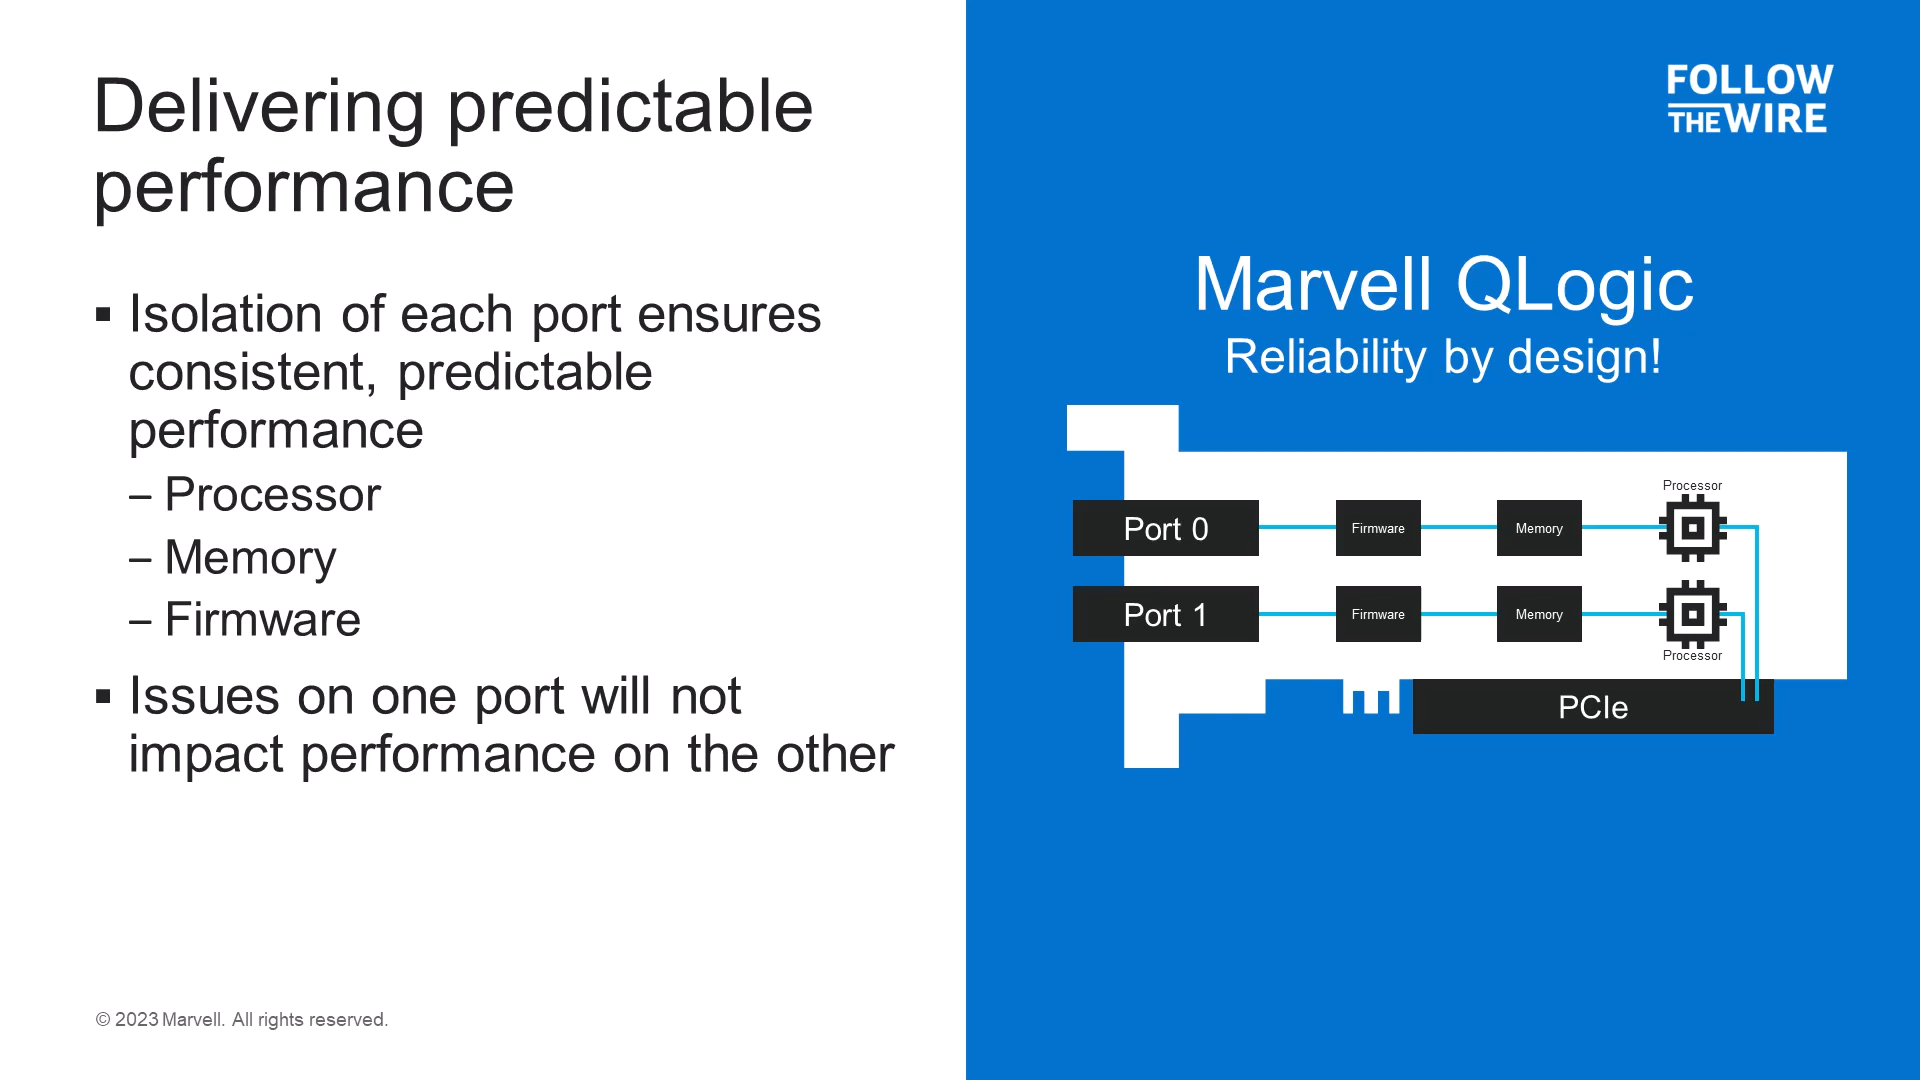 Delivering predictable
performance
▪ Isolation of each port ensures
consistent, predictable
performance
– Processor
– Memory
– Firmware
▪ Issues on one port will not
impact performance on the other
© 2023 Marvell. All rights reserved.
FOLLOW
THE WIRE
Marvell QLogic
Reliability by design!
Processor
Port 0
Firmware
Memory
Port 1
Firmware
Memory
Processor
PCIe